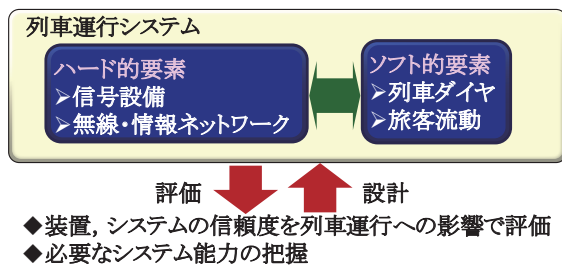 列車運行システム
ハード的要素
➢信号設備
➢無線・情報ネットワーク
ソフト的要素
➢列車ダイヤ
➢旅客流動
評価
設計
◆装置，システムの信頼度を列車運行への影響で評価
◆必要なシステム能力の把握